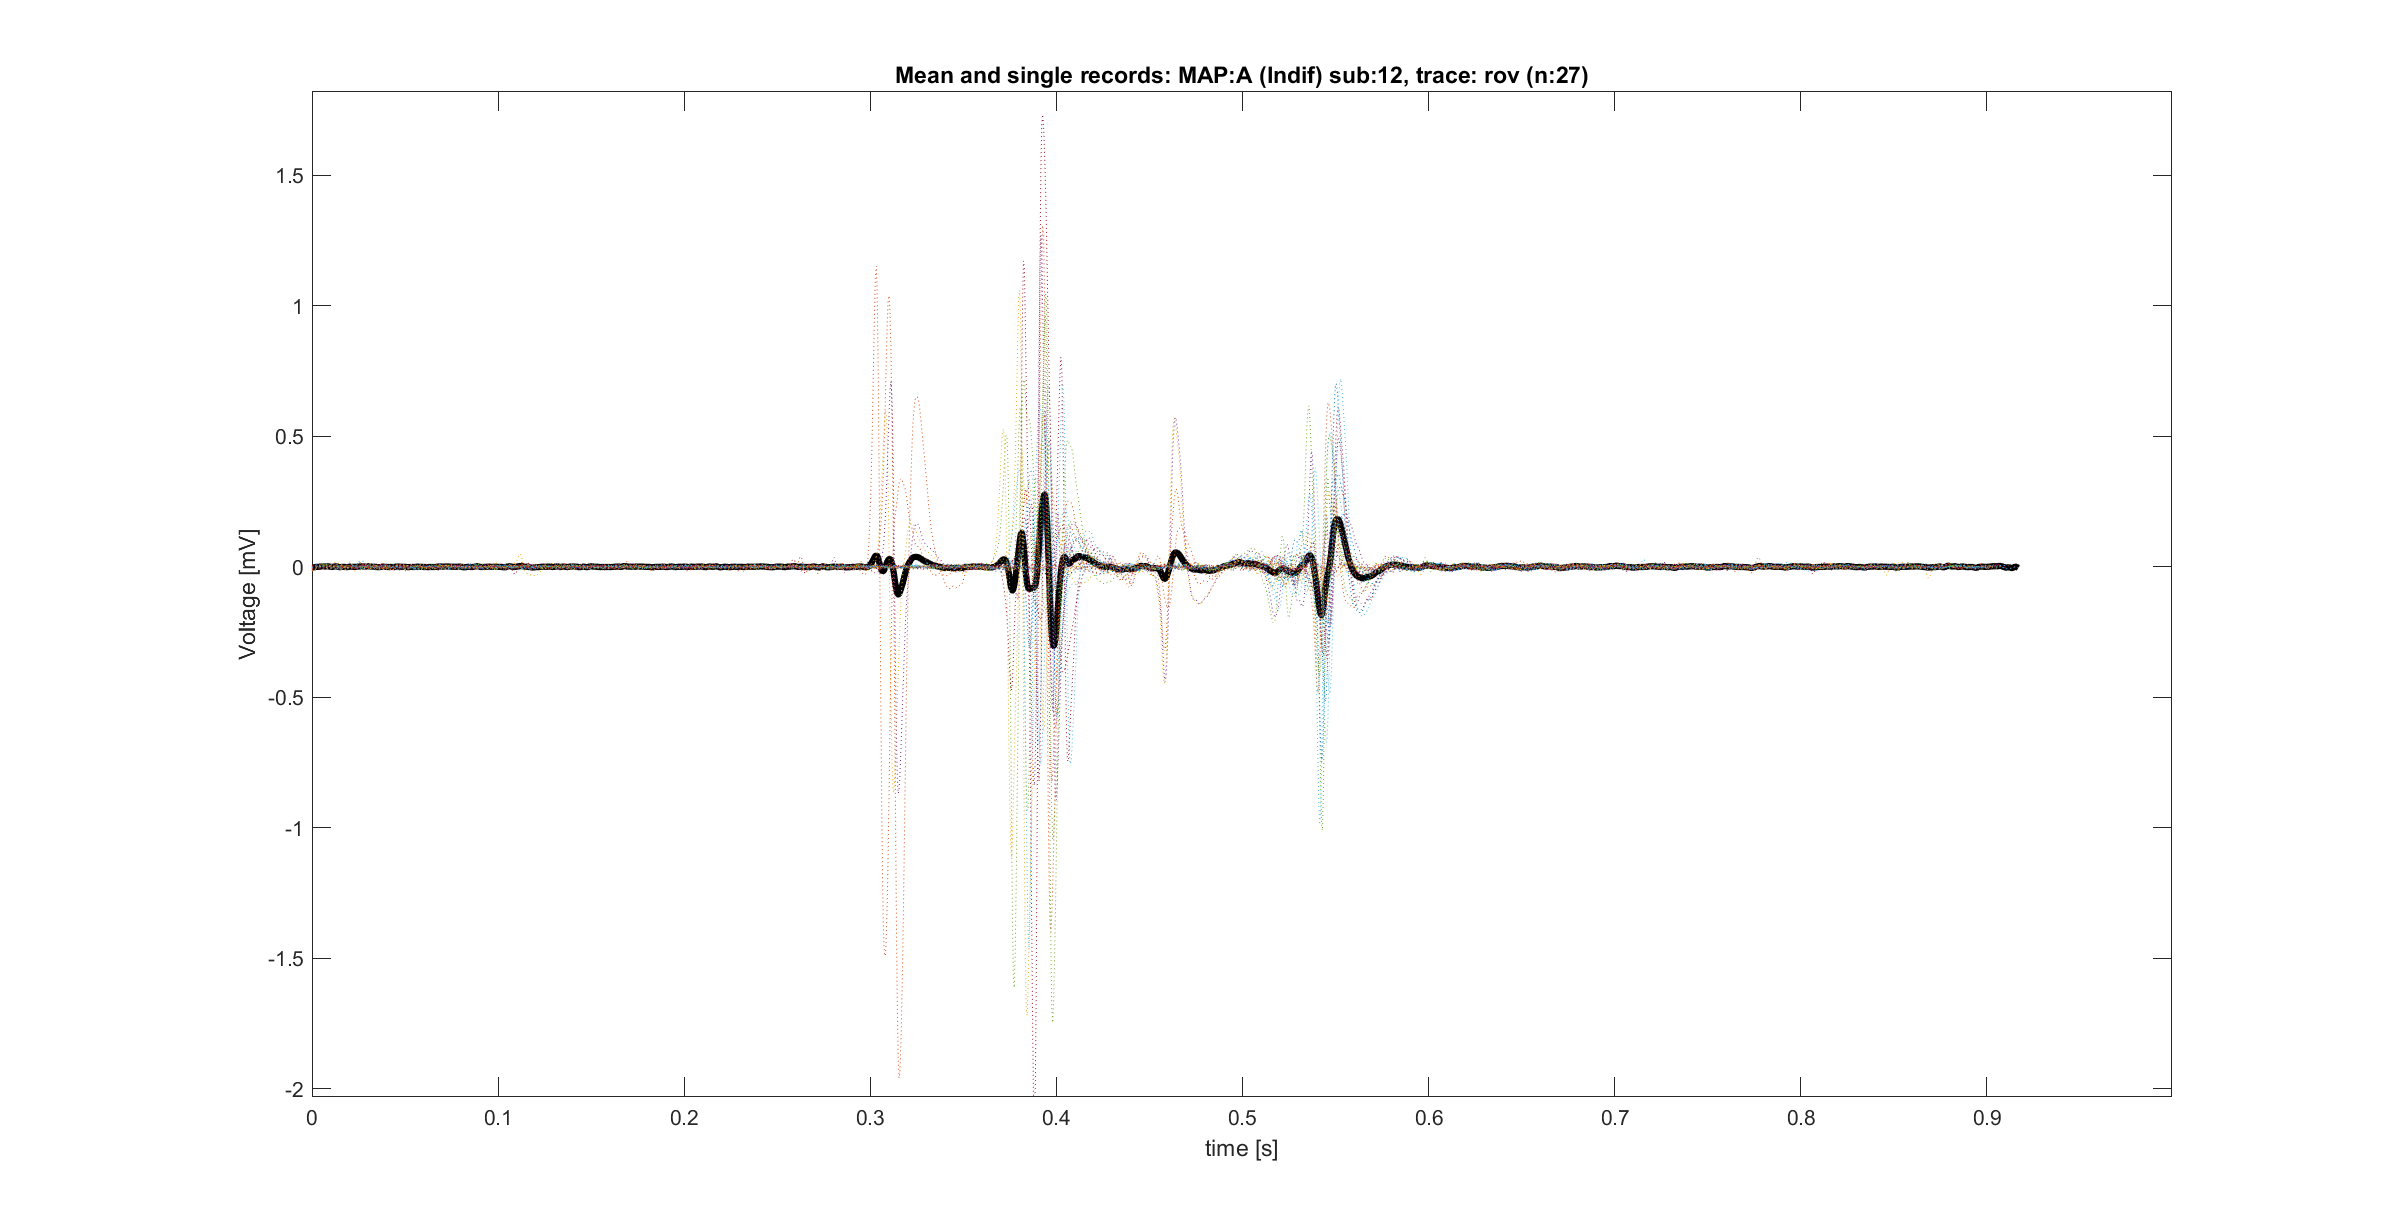 Mean and single records: MAP:A (Indif) sub:12, trace: rov (n:27)
1.5
1
0.5
0
-0.5
-1
-1.5
-2
Voltage [mV]
0 0.1 0.2 0.3 0.4 0.5 0.6 0.7 0.8 0.9
time [s]